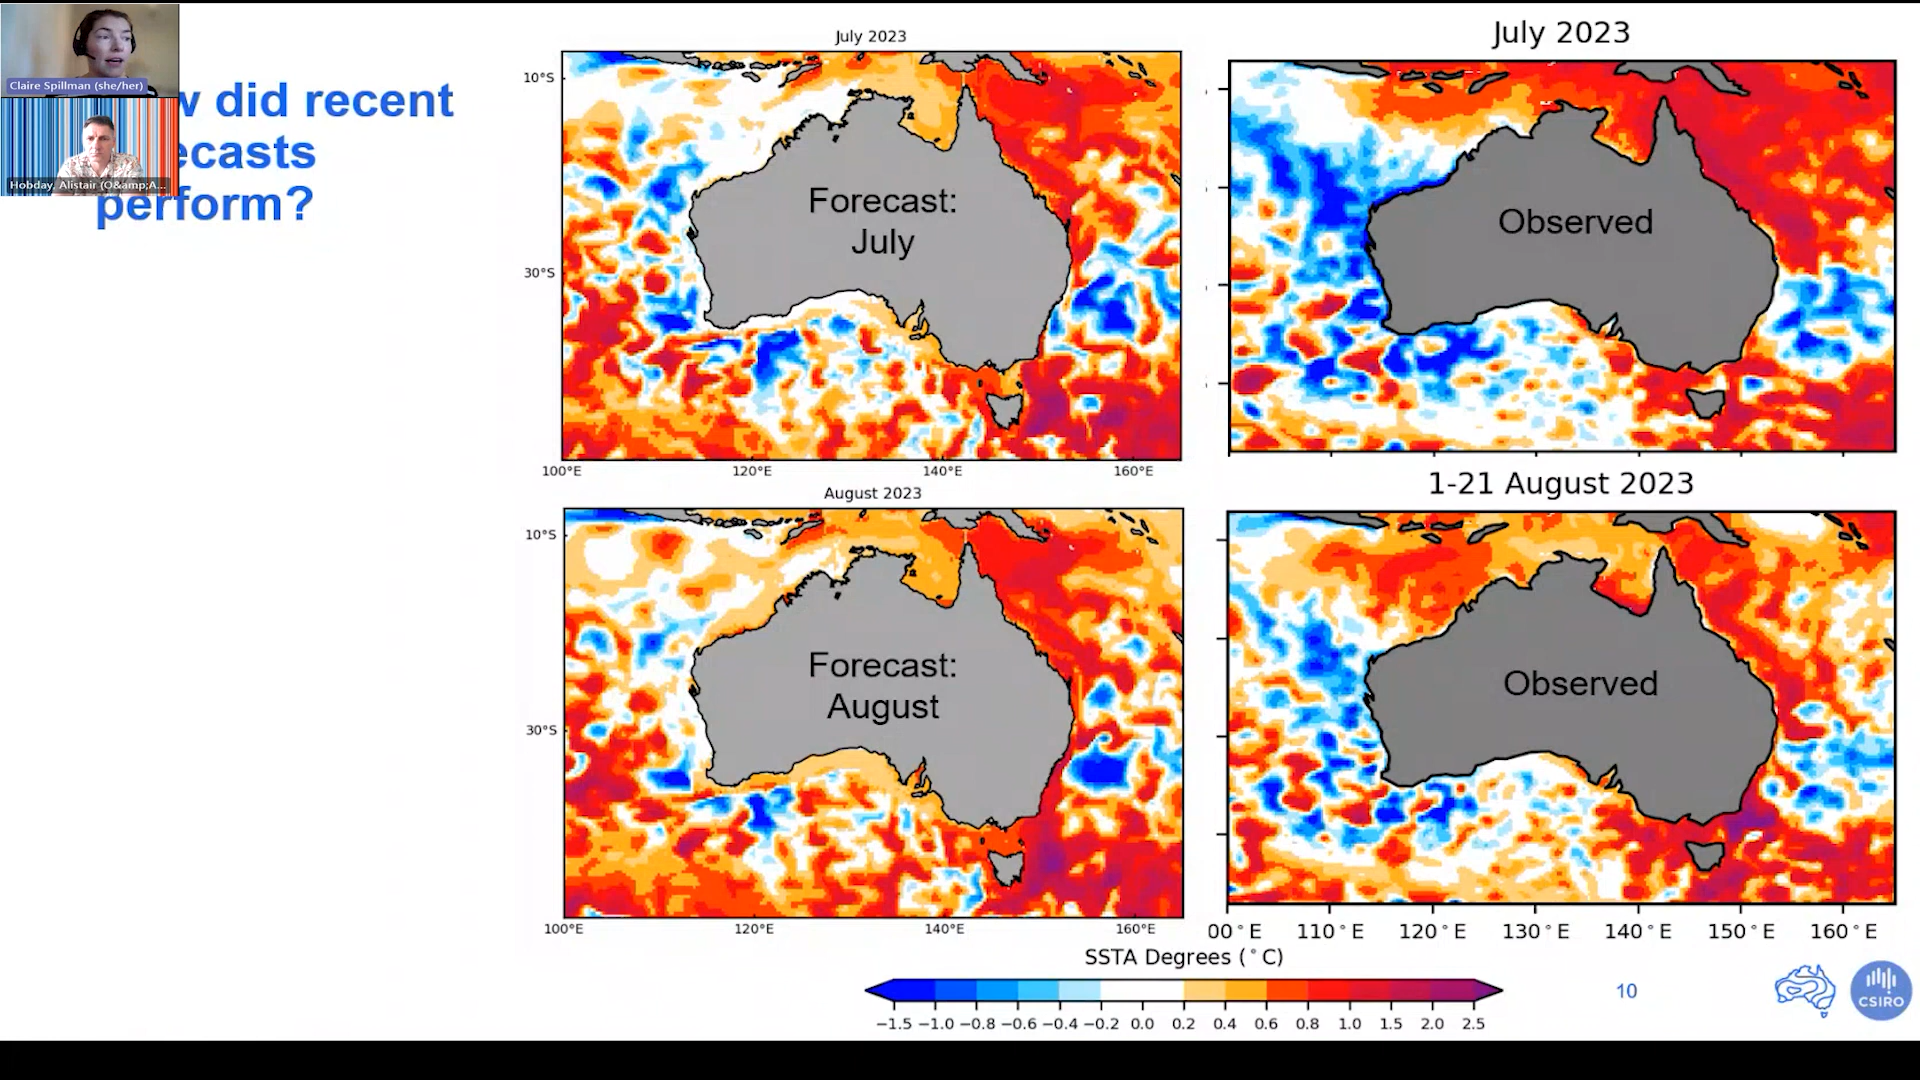 Claire Spillman (she/her)
w did recent
ecasts
Hobday, Alistair (O&amp;A...
perform?
July 2023
10°S
30°S
Forecast:
July
100°E 120°E 140°E 160°E
July 2023
Observed
August 2023
10°S
30°S
Forecast:
August
100°E 120°E 140°E 160°E
1-21 August 2023
Observed
00°E 110°E 120°E 130°E 140°E 150°E 160°E
SSTA Degrees (°C)
−1.5 −1.0 −0.8 −0.6 −0.4 −0.2 0.0 0.2 0.4 0.6 0.8 1.0 1.5 2.0 2.5
10
CSIRO